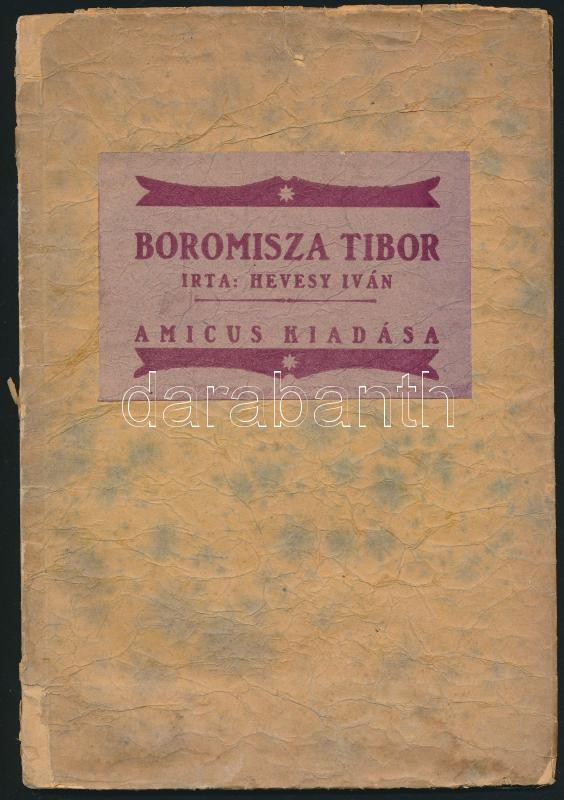 BOROMISZA TIBOR
IRTA: HEVESY IVÁN
AMICUS KIADÁSA
darabanth